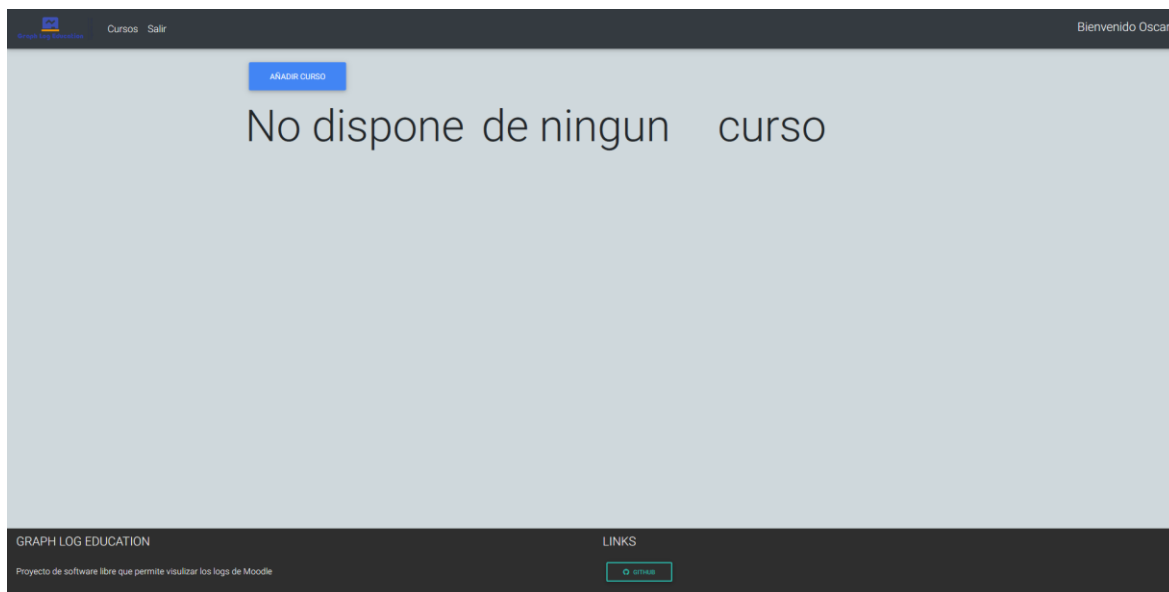 Cursos Salir
Bienvenido Oscar
AÑADIR CURSO
No dispone de ningun curso
GRAPH LOG EDUCATION
Proyecto de software libre que permite visulizar los logs de Moodle
LINKS
GITHUB